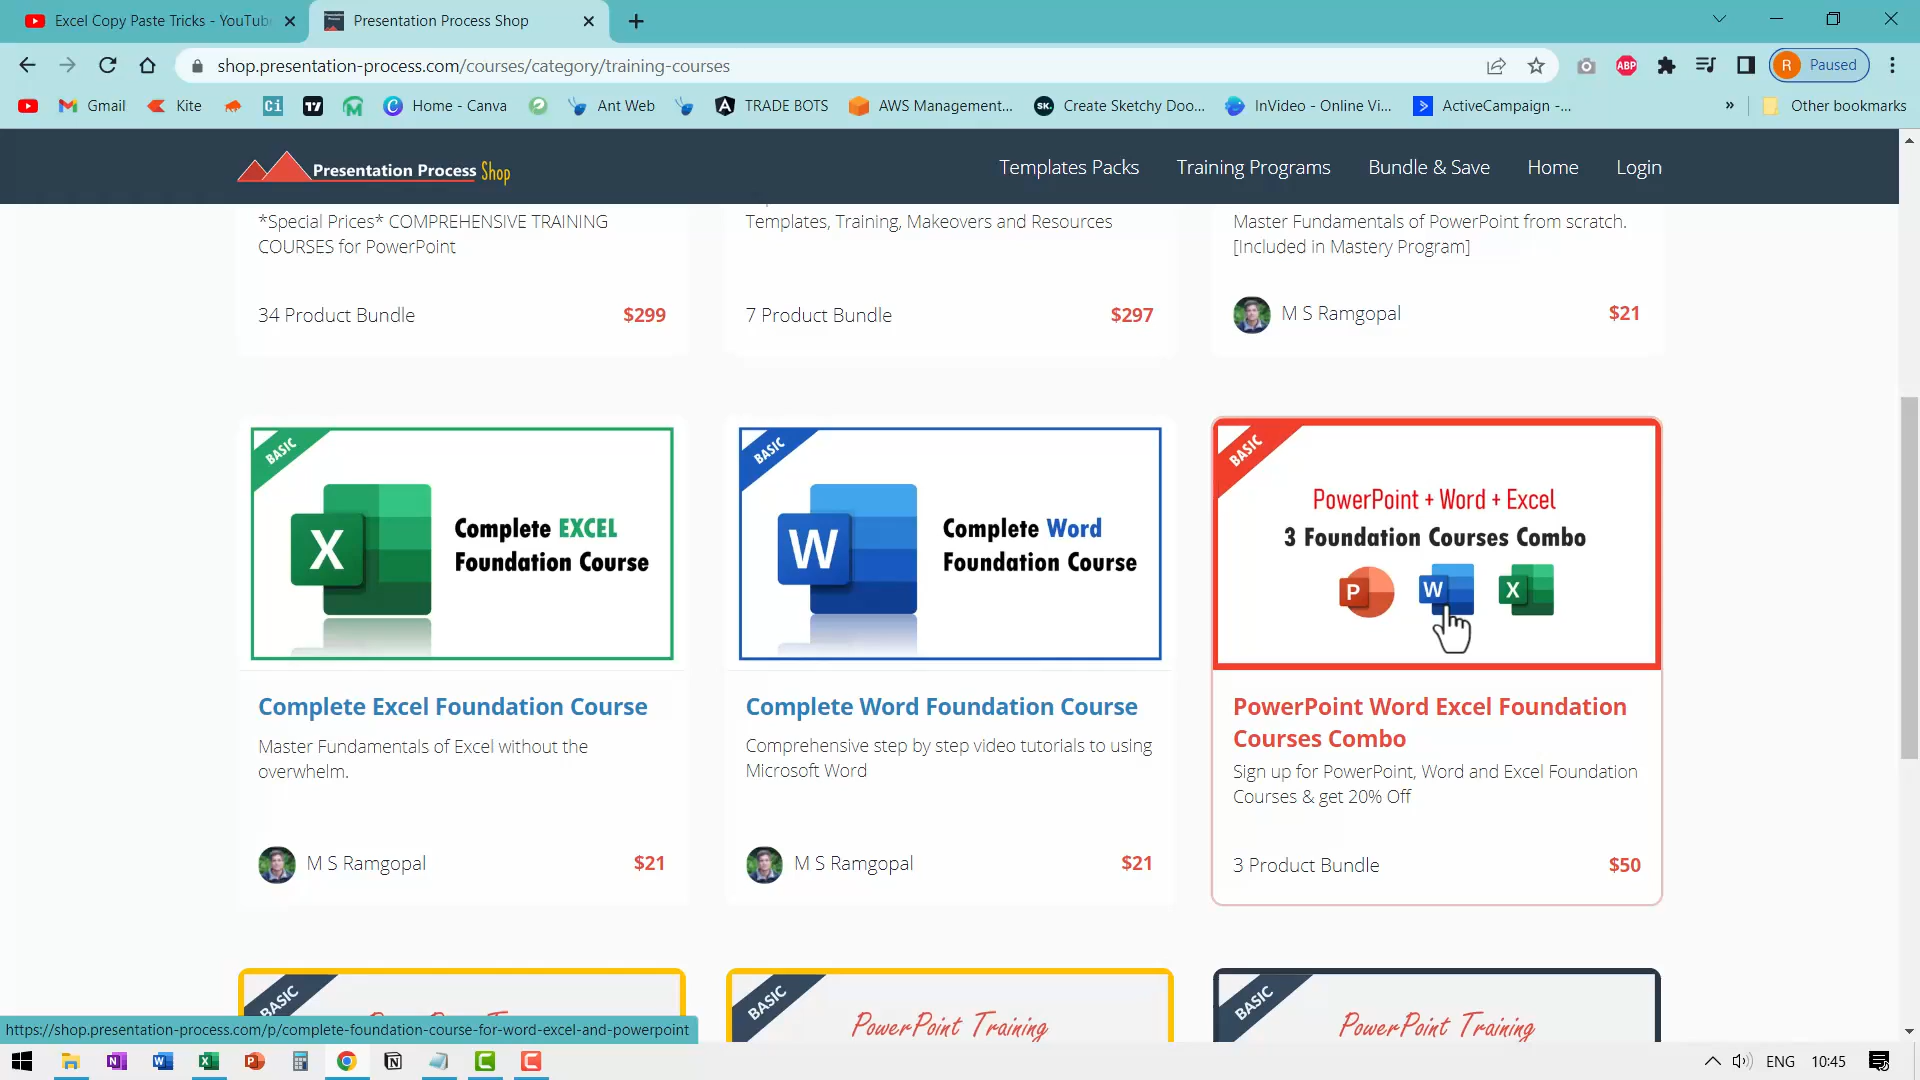 Excel Copy Paste Tricks - YouTub
Presentation Process Shop
shop.presentation-process.com/courses/category/training-courses
ABP
R
Paused
Gmail
Kite
Ci
Home - Canva
Ant Web
TRADE BOTS
AWS Management...
SK.
Create Sketchy Doo...
InVideo - Online Vi...
ActiveCampaign -...
»
Other bookmarks
Presentation Process Shop
Templates Packs
Training Programs
Bundle & Save
Home
Login
*Special Prices* COMPREHENSIVE TRAINING
COURSES for PowerPoint
34 Product Bundle
$299
Templates, Training, Makeovers and Resources
7 Product Bundle
$297
Master Fundamentals of PowerPoint from scratch.
[Included in Mastery Program]
M S Ramgopal
$21
BASIC
X
Complete EXCEL
Foundation Course
Complete Excel Foundation Course
Master Fundamentals of Excel without the
overwhelm.
M S Ramgopal
$21
BASIC
W
Complete Word
Foundation Course
Complete Word Foundation Course
Comprehensive step by step video tutorials to using
Microsoft Word
M S Ramgopal
$21
BASIC
PowerPoint + Word + Excel
3 Foundation Courses Combo
P
W
X
PowerPoint Word Excel Foundation
Courses Combo
Sign up for PowerPoint, Word and Excel Foundation
Courses & get 20% Off
3 Product Bundle
$50
BASIC
BASIC
PowerPoint Training
BASIC
PowerPoint Training
https://shop.presentation-process.com/p/complete-foundation-course-for-word-excel-and-powerpoint
ENG
10:45